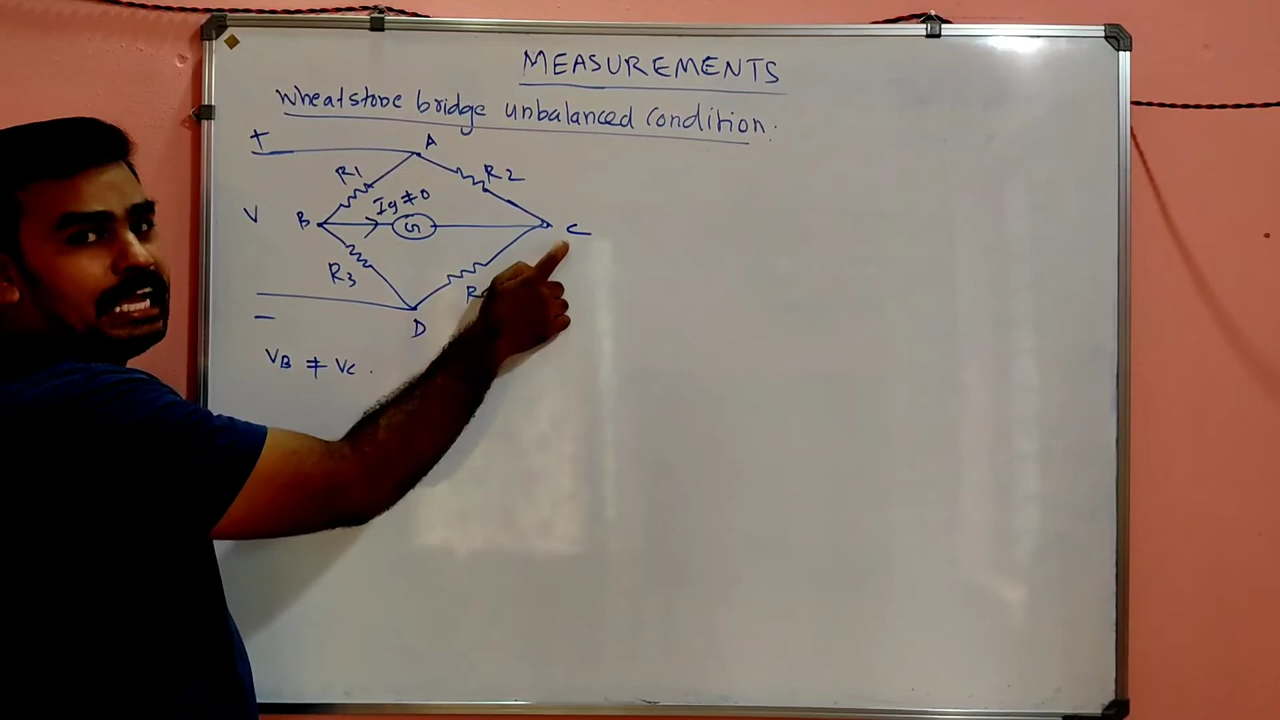 MEASUREMENTS
Wheatstone bridge unbalanced condition.
+
A
R1
R2
Ig ≠ 0
V
B
G
C
R3
R
D
−
VB ≠ VC.